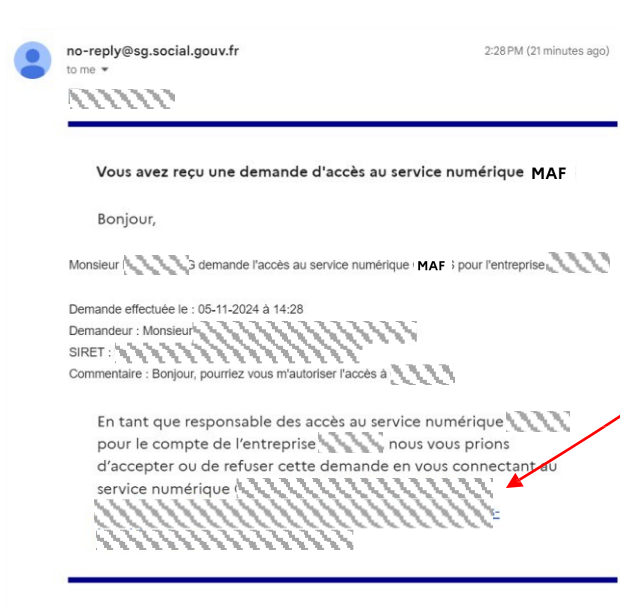 no-reply@sg.social.gouv.fr
2:28 PM (21 minutes ago)
to me
Vous avez reçu une demande d'accès au service numérique MAF
Bonjour,
Monsieur demande l'accès au service numérique MAF pour l'entreprise
Demande effectuée le : 05-11-2024 à 14:28
Demandeur : Monsieur
SIRET :
Commentaire : Bonjour, pourriez vous m'autoriser l'accès à
En tant que responsable des accès au service numérique
pour le compte de l'entreprise nous vous prions
d'accepter ou de refuser cette demande en vous connectant au
service numérique